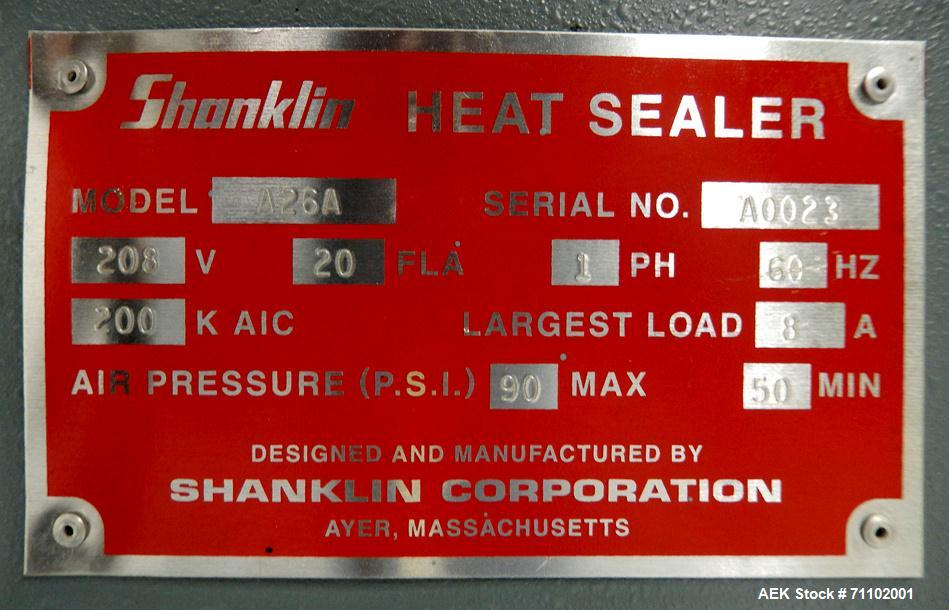 Shanklin HEAT SEALER
MODEL A26A SERIAL NO. A0023
208 V 20 FLA 1 PH 60 HZ
200 K AIC LARGEST LOAD 8 A
AIR PRESSURE (P.S.I.) 90 MAX 50 MIN
DESIGNED AND MANUFACTURED BY
SHANKLIN CORPORATION
AYER, MASSACHUSETTS
AEK Stock # 71102001